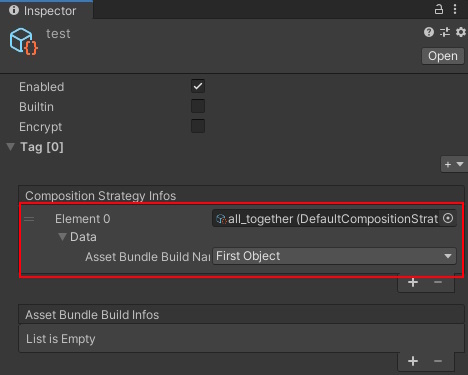 Inspector
test
Open
Enabled
Builtin
Encrypt
Tag [0]
+
Composition Strategy Infos
Element 0 all_together (DefaultCompositionStrat
Data
Asset Bundle Build Nar First Object
+ −
Asset Bundle Build Infos
List is Empty
+ −